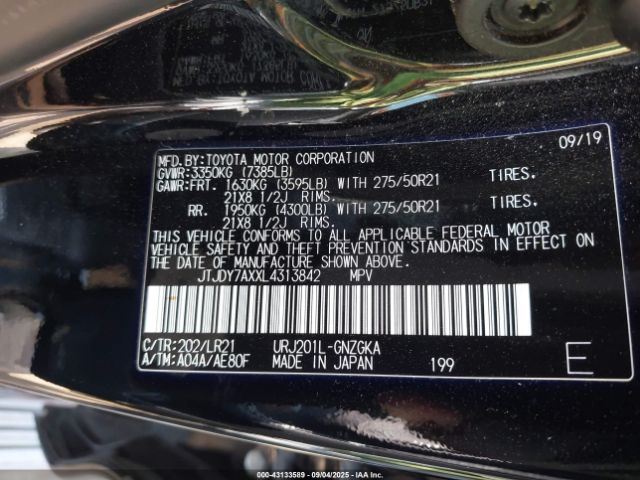 MFD.BY:TOYOTA MOTOR CORPORATION 09/19
GVWR:3350KG (7385LB)
GAWR:FRT. 1630KG (3595LB) WITH 275/50R21 TIRES.
21X8 1/2J RIMS.
RR. 1950KG (4300LB) WITH 275/50R21 TIRES.
21X8 1/2J RIMS.
THIS VEHICLE CONFORMS TO ALL APPLICABLE FEDERAL MOTOR
VEHICLE SAFETY AND THEFT PREVENTION STANDARDS IN EFFECT ON
THE DATE OF MANUFACTURE SHOWN ABOVE.
JTJDY7AXXL4313842 MPV
C/TR:202/LR21 URJ201L-GNZGKA
A/TM:A04A/AE80F MADE IN JAPAN 199 E
000-43133589 - 09/04/2025 - IAAI.COM